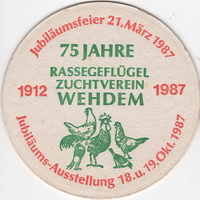 Jubiläumsfeier 21. März 1987
75 JAHRE
RASSEGEFLÜGEL
ZUCHTVEREIN
1912 WEHDEM 1987
Jubiläums-Ausstellung 18. u. 19. Okt. 1987